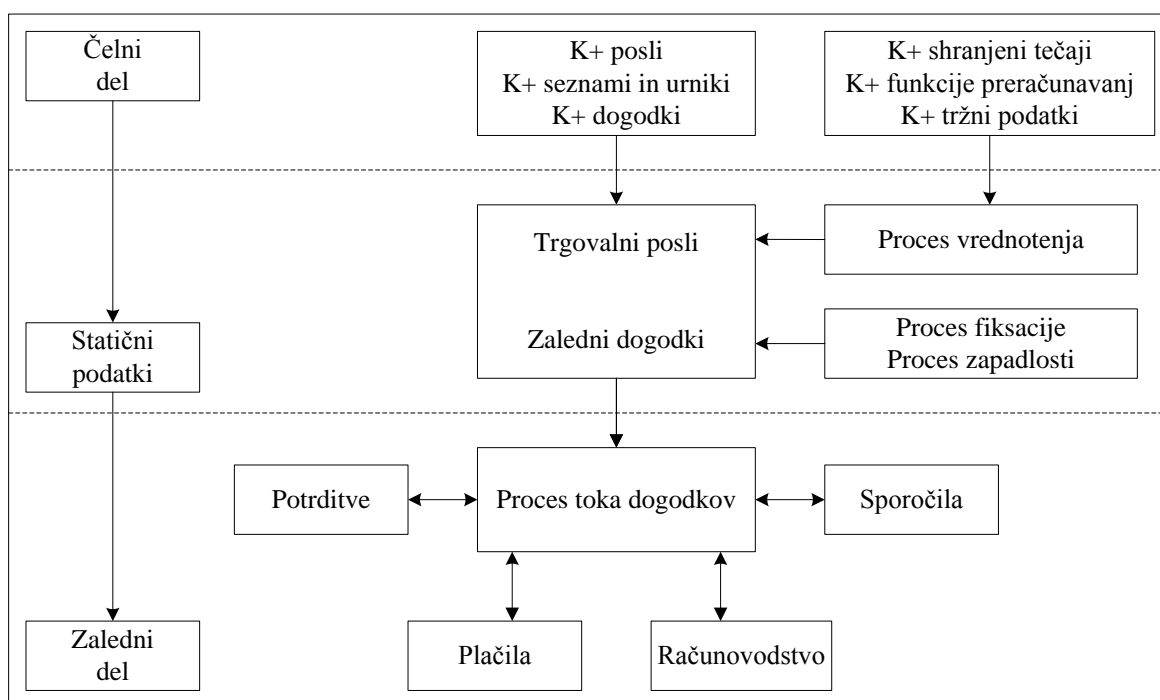 Čelni
del
K+ posli
K+ seznami in urniki
K+ dogodki
K+ shranjeni tečaji
K+ funkcije preračunavanj
K+ tržni podatki
Trgovalni posli
Proces vrednotenja
Statični
podatki
Zaledni dogodki
Proces fiksacije
Proces zapadlosti
Potrditve
Proces toka dogodkov
Sporočila
Zaledni
del
Plačila
Računovodstvo